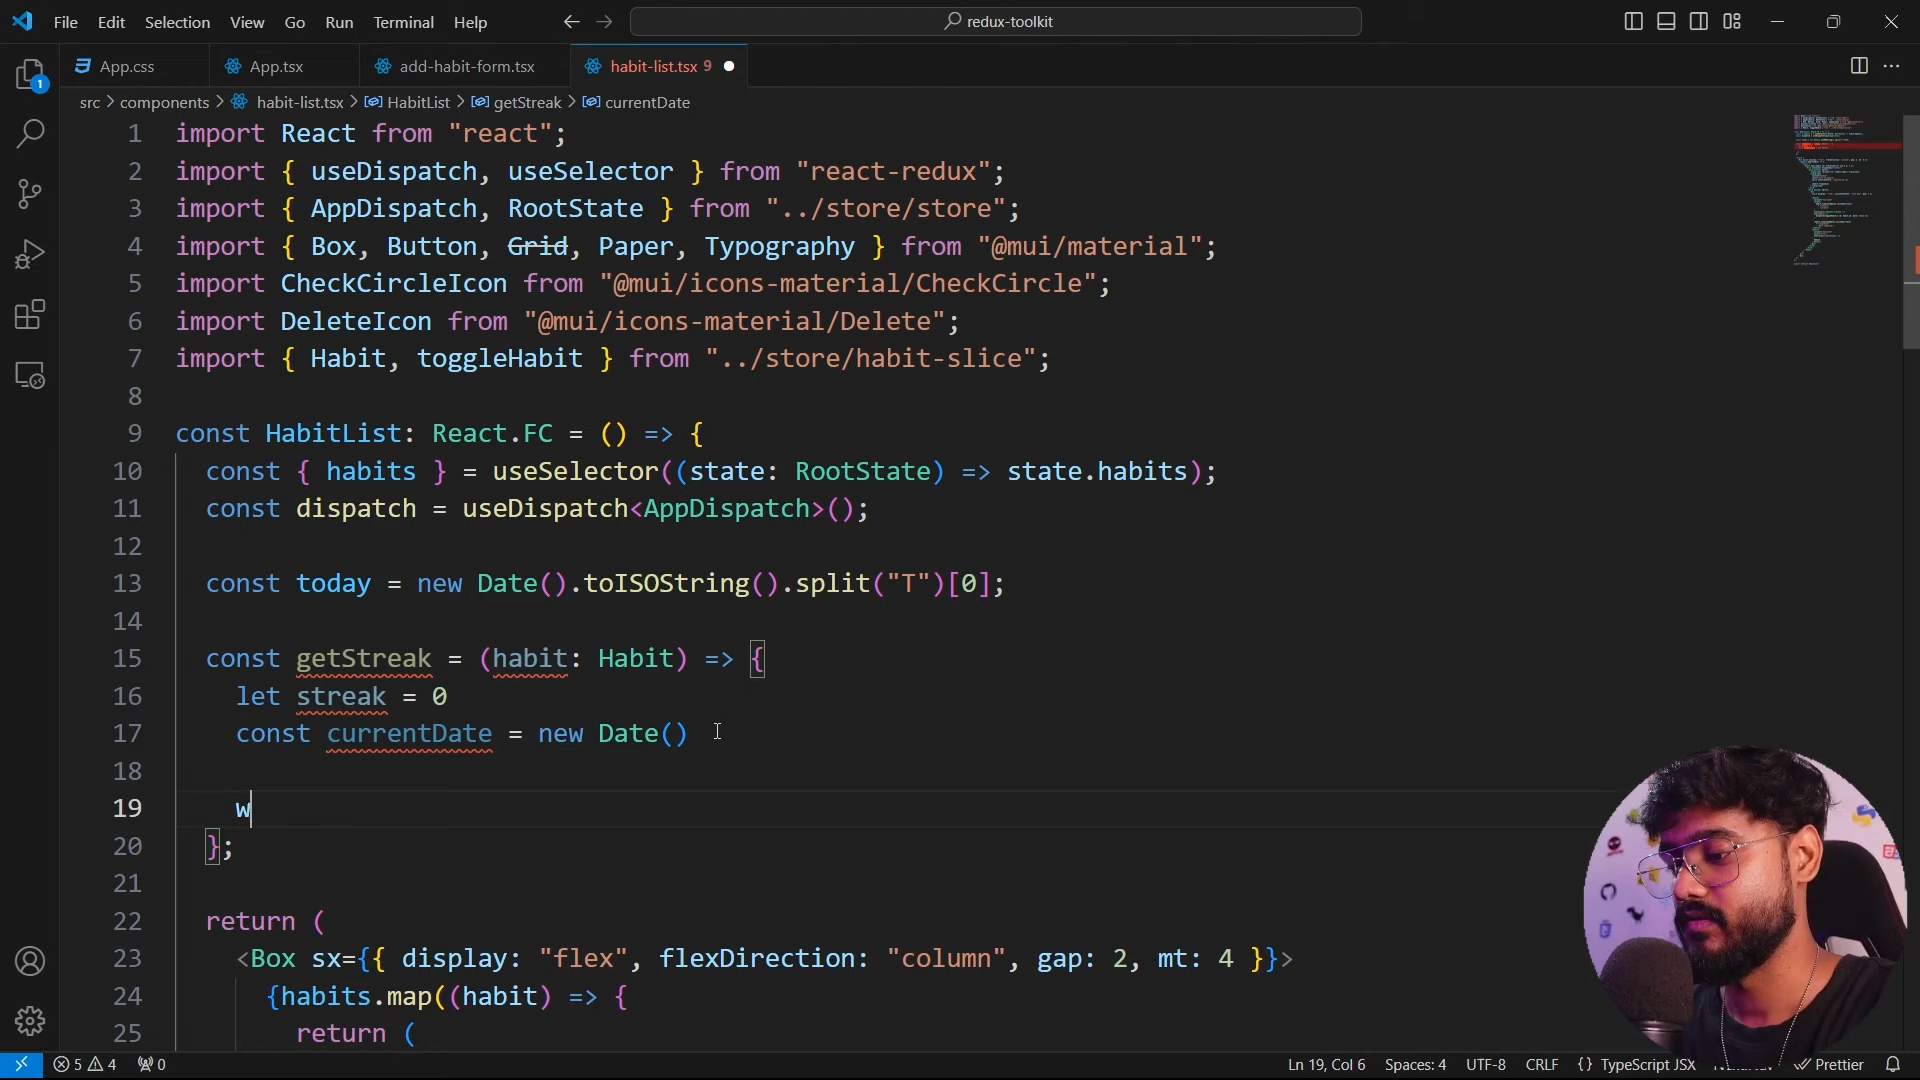 File Edit Selection View Go Run Terminal Help
redux-toolkit
App.css App.tsx add-habit-form.tsx habit-list.tsx 9
src > components > habit-list.tsx > HabitList > getStreak > currentDate
1 import React from "react";
2 import { useDispatch, useSelector } from "react-redux";
3 import { AppDispatch, RootState } from "../store/store";
4 import { Box, Button, Grid, Paper, Typography } from "@mui/material";
5 import CheckCircleIcon from "@mui/icons-material/CheckCircle";
6 import DeleteIcon from "@mui/icons-material/Delete";
7 import { Habit, toggleHabit } from "../store/habit-slice";
8
9 const HabitList: React.FC = () => {
10 const { habits } = useSelector((state: RootState) => state.habits);
11 const dispatch = useDispatch<AppDispatch>();
12
13 const today = new Date().toISOString().split("T")[0];
14
15 const getStreak = (habit: Habit) => {
16 let streak = 0
17 const currentDate = new Date()
18
19 w
20 };
21
22 return (
23 <Box sx={{ display: "flex", flexDirection: "column", gap: 2, mt: 4 }}>
24 {habits.map((habit) => {
25 return (
1
5 4 0 Ln 19, Col 6 Spaces: 4 UTF-8 CRLF {} TypeScript JSX Prettier